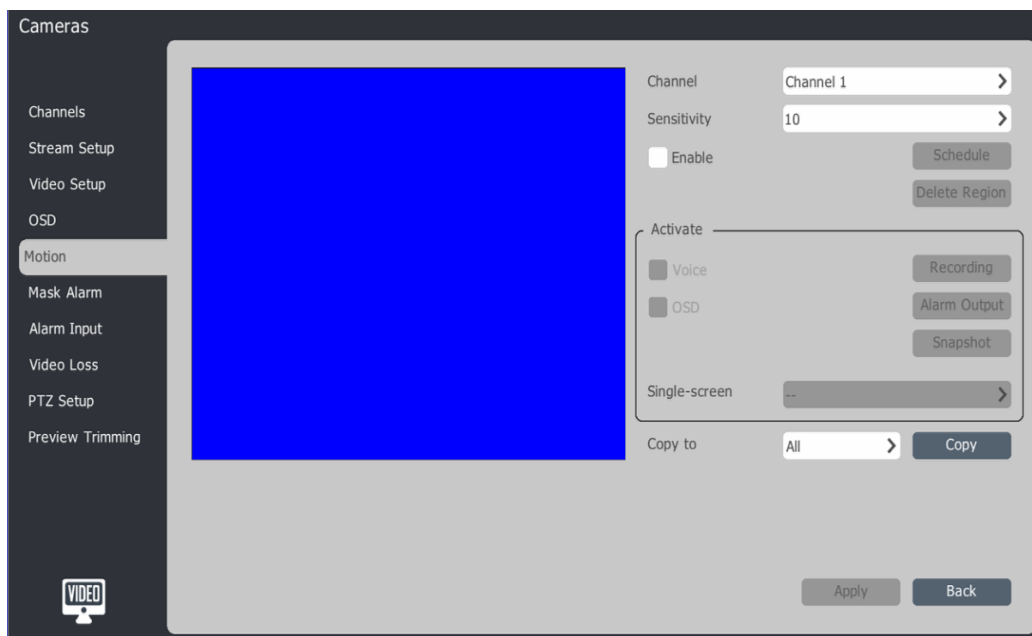 Cameras
Channels
Stream Setup
Video Setup
OSD
Motion
Mask Alarm
Alarm Input
Video Loss
PTZ Setup
Preview Trimming
VIDEO
Channel Channel 1
Sensitivity 10
Enable Schedule
Delete Region
Activate
Voice Recording
OSD Alarm Output
Snapshot
Single-screen --
Copy to All Copy
Apply Back